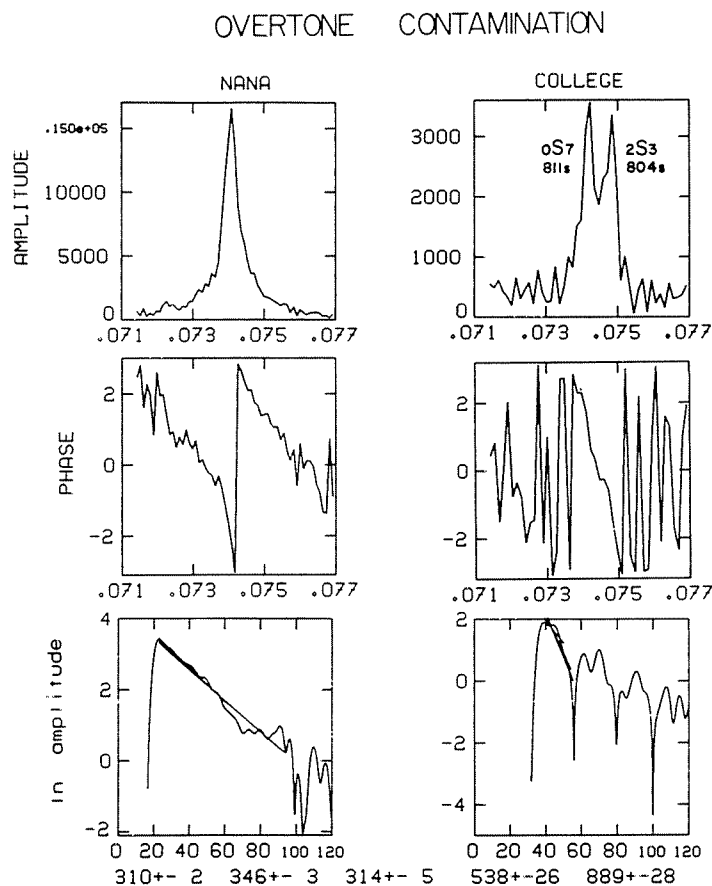 OVERTONE CONTAMINATION
NANA
COLLEGE
AMPLITUDE
.150e+05
10000
5000
0
.071 .073 .075 .077
3000
2000
1000
0
0S7
811s
2S3
804s
.071 .073 .075 .077
PHASE
2
0
-2
.071 .073 .075 .077
2
0
-2
.071 .073 .075 .077
ln amplitude
4
2
0
-2
0 20 40 60 80 100 120
2
0
-2
-4
0 20 40 60 80 100 120
310+- 2 346+- 3 314+- 5 538+-26 889+-28